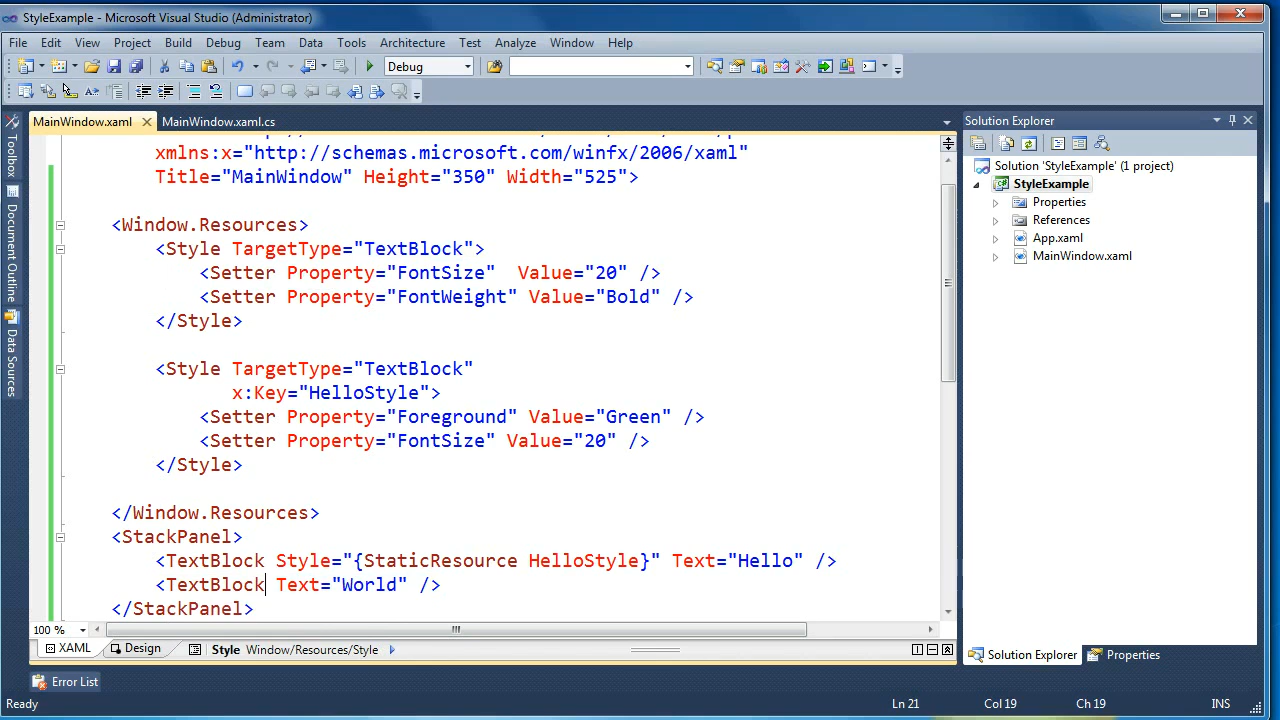 StyleExample - Microsoft Visual Studio (Administrator)
File Edit View Project Build Debug Team Data Tools Architecture Test Analyze Window Help
Debug
MainWindow.xaml MainWindow.xaml.cs
xmlns:x="http://schemas.microsoft.com/winfx/2006/xaml"
Title="MainWindow" Height="350" Width="525">
<Window.Resources>
<Style TargetType="TextBlock">
<Setter Property="FontSize"  Value="20" />
<Setter Property="FontWeight" Value="Bold" />
</Style>
<Style TargetType="TextBlock"
x:Key="HelloStyle">
<Setter Property="Foreground" Value="Green" />
<Setter Property="FontSize" Value="20" />
</Style>
</Window.Resources>
<StackPanel>
<TextBlock Style="{StaticResource HelloStyle}" Text="Hello" />
<TextBlock Text="World" />
</StackPanel>
100 %
XAML Design Style Window/Resources/Style
Toolbox
Document Outline
Data Sources
Solution Explorer
Solution 'StyleExample' (1 project)
StyleExample
Properties
References
App.xaml
MainWindow.xaml
Solution Explorer Properties
Error List
Ready Ln 21 Col 19 Ch 19 INS